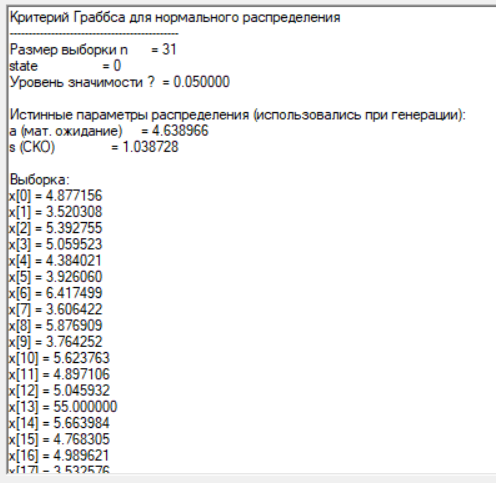 Критерий Граббса для нормального распределения
------------------------------------------------
Размер выборки n = 31
state = 0
Уровень значимости ? = 0.050000
Истинные параметры распределения (использовались при генерации):
a (мат. ожидание) = 4.638966
s (СКО) = 1.038728
Выборка:
x[0] = 4.877156
x[1] = 3.520308
x[2] = 5.392755
x[3] = 5.059523
x[4] = 4.384021
x[5] = 3.926060
x[6] = 6.417499
x[7] = 3.606422
x[8] = 5.876909
x[9] = 3.764252
x[10] = 5.623763
x[11] = 4.897106
x[12] = 5.045932
x[13] = 55.000000
x[14] = 5.663984
x[15] = 4.768305
x[16] = 4.989621
x[17] = 3.532576